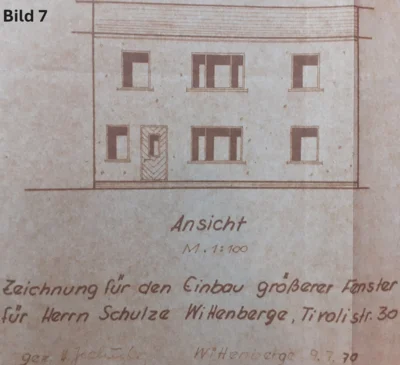 Bild 7
Ansicht
M. 1:100
Zeichnung für den Einbau größerer Fenster
für Herrn Schulze Wittenberge, Tivolistr. 30
gez.
Wittenberge 9.7.70